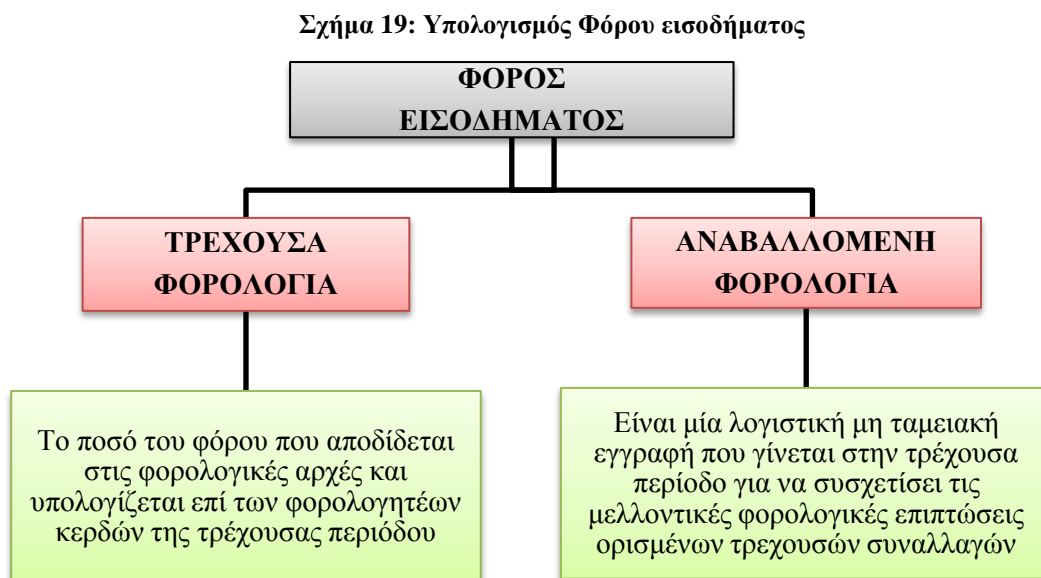 Σχήμα 19: Υπολογισμός Φόρου εισοδήματος
ΦΟΡΟΣ
ΕΙΣΟΔΗΜΑΤΟΣ
ΤΡΕΧΟΥΣΑ
ΦΟΡΟΛΟΓΙΑ
Το ποσό του φόρου που αποδίδεται
στις φορολογικές αρχές και
υπολογίζεται επί των φορολογητέων
κερδών της τρέχουσας περιόδου
ΑΝΑΒΑΛΛΟΜΕΝΗ
ΦΟΡΟΛΟΓΙΑ
Είναι μία λογιστική μη ταμειακή
εγγραφή που γίνεται στην τρέχουσα
περίοδο για να συσχετίσει τις
μελλοντικές φορολογικές επιπτώσεις
ορισμένων τρεχουσών συναλλαγών